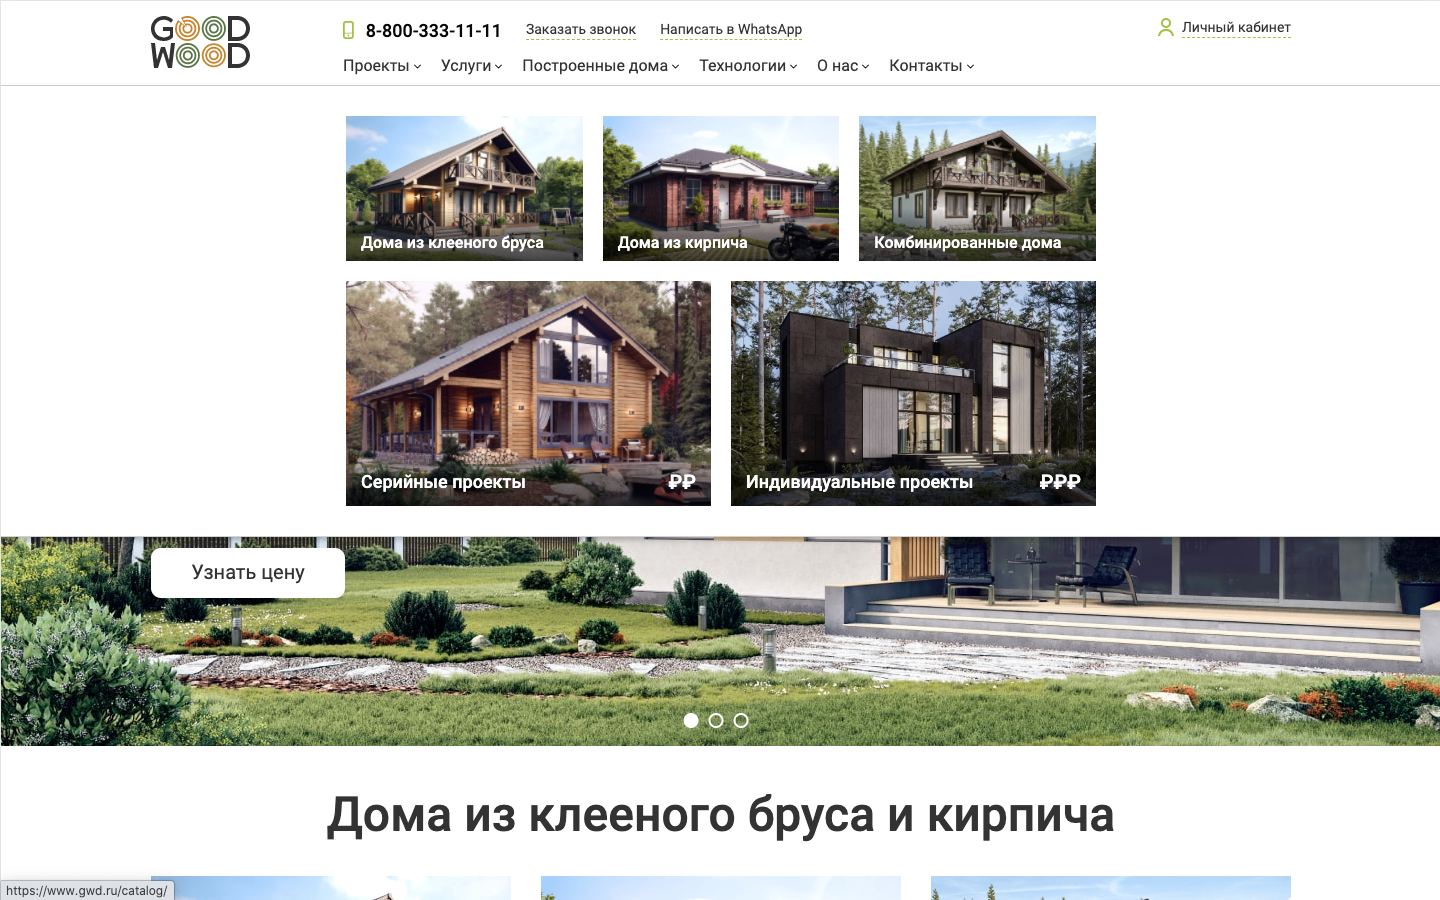 GOOD
WOOD
8-800-333-11-11
Заказать звонок
Написать в WhatsApp
Личный кабинет
Проекты
Услуги
Построенные дома
Технологии
О нас
Контакты
Дома из клееного бруса
Дома из кирпича
Комбинированные дома
Серийные проекты
₽₽
Индивидуальные проекты
₽₽₽
Узнать цену
Дома из клееного бруса и кирпича
https://www.gwd.ru/catalog/